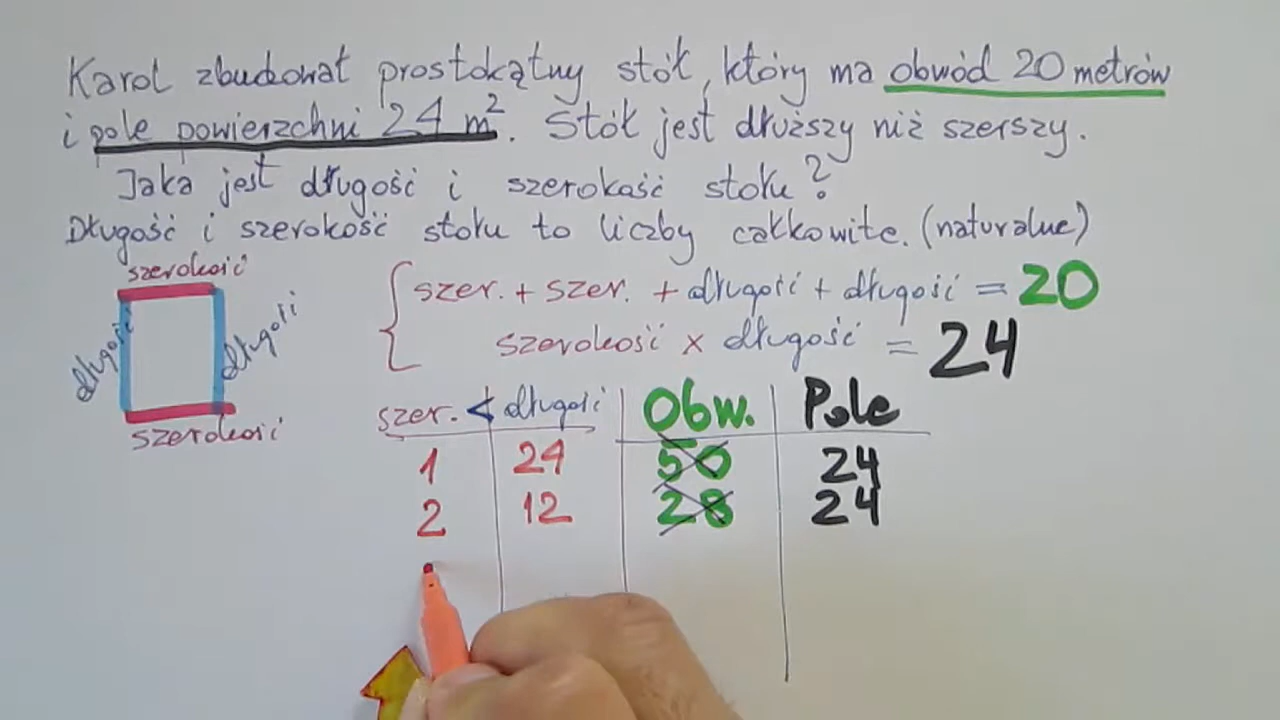 Karol zbudował prostokątny stół, który ma obwód 20 metrów
i pole powierzchni 24 m². Stół jest dłuższy niż szerszy.
Jaka jest długość i szerokość stołu?
Długość i szerokość stołu to liczby całkowite. (naturalne)
szerokość
długość
długość
szerokość
szer. + szer. + długość + długość = 20
szerokość x długość = 24
szer. < długość Obw. Pole
1 24 50 24
2 12 28 24